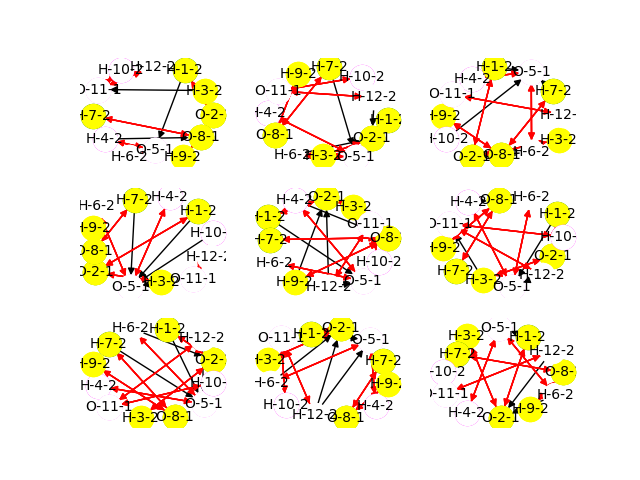 H-10-2 H-12-2 H-1-2
O-11-1 H-3-2
H-7-2 O-2-
H-4-2 O-8-1
H-6-2 O-5-1 H-9-2
H-9-2 H-7-2 H-10-2
O-11-1 H-12-2
H-4-2 H-1-2
O-8-1 O-2-1
H-6-2 H-3-2 O-5-1
H-4-2 H-1-2 O-5-1
O-11-1 H-7-2
H-9-2 H-12-
H-10-2 H-3-2
O-2-1 O-8-1 H-6-2
H-6-2 H-7-2 H-4-2 H-1-2
H-9-2 H-10-
O-8-1 H-12-2
O-2-1 O-5-1 H-3-2 O-11-1
H-4-2 O-2-1 H-3-2
H-1-2 O-11-1
H-7-2 O-8-
H-6-2 H-10-2
H-9-2 H-12-2 O-5-1
H-4-2 O-8-1 H-6-2 H-1-2
O-11-1 H-10-
H-9-2 O-2-1
H-7-2 H-3-2 O-5-1 H-12-2
H-6-2 H-1-2 H-12-2
H-7-2 O-2-
H-9-2 H-10-
H-4-2 O-5-1
O-11-1 H-3-2 O-8-1
O-11-1 H-1-2 O-2-1 O-5-1
H-3-2 H-7-2
H-6-2 H-9-2
H-10-2 H-12-2 O-8-1 H-4-2
H-3-2 O-5-1 H-1-2
H-7-2 H-12-2
-10-2 O-8-
O-11-1 H-6-2
H-4-2 O-2-1 H-9-2